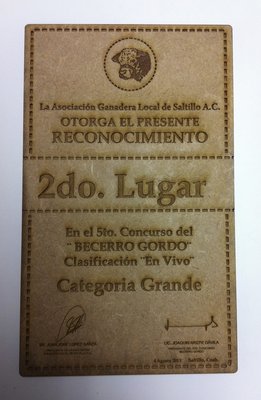 La Asociación Ganadera Local de Saltillo A.C.
OTORGA EL PRESENTE
RECONOCIMIENTO
2do. Lugar
En el 5to. Concurso del
"BECERRO GORDO"
Clasificación "En Vivo"
Categoria Grande